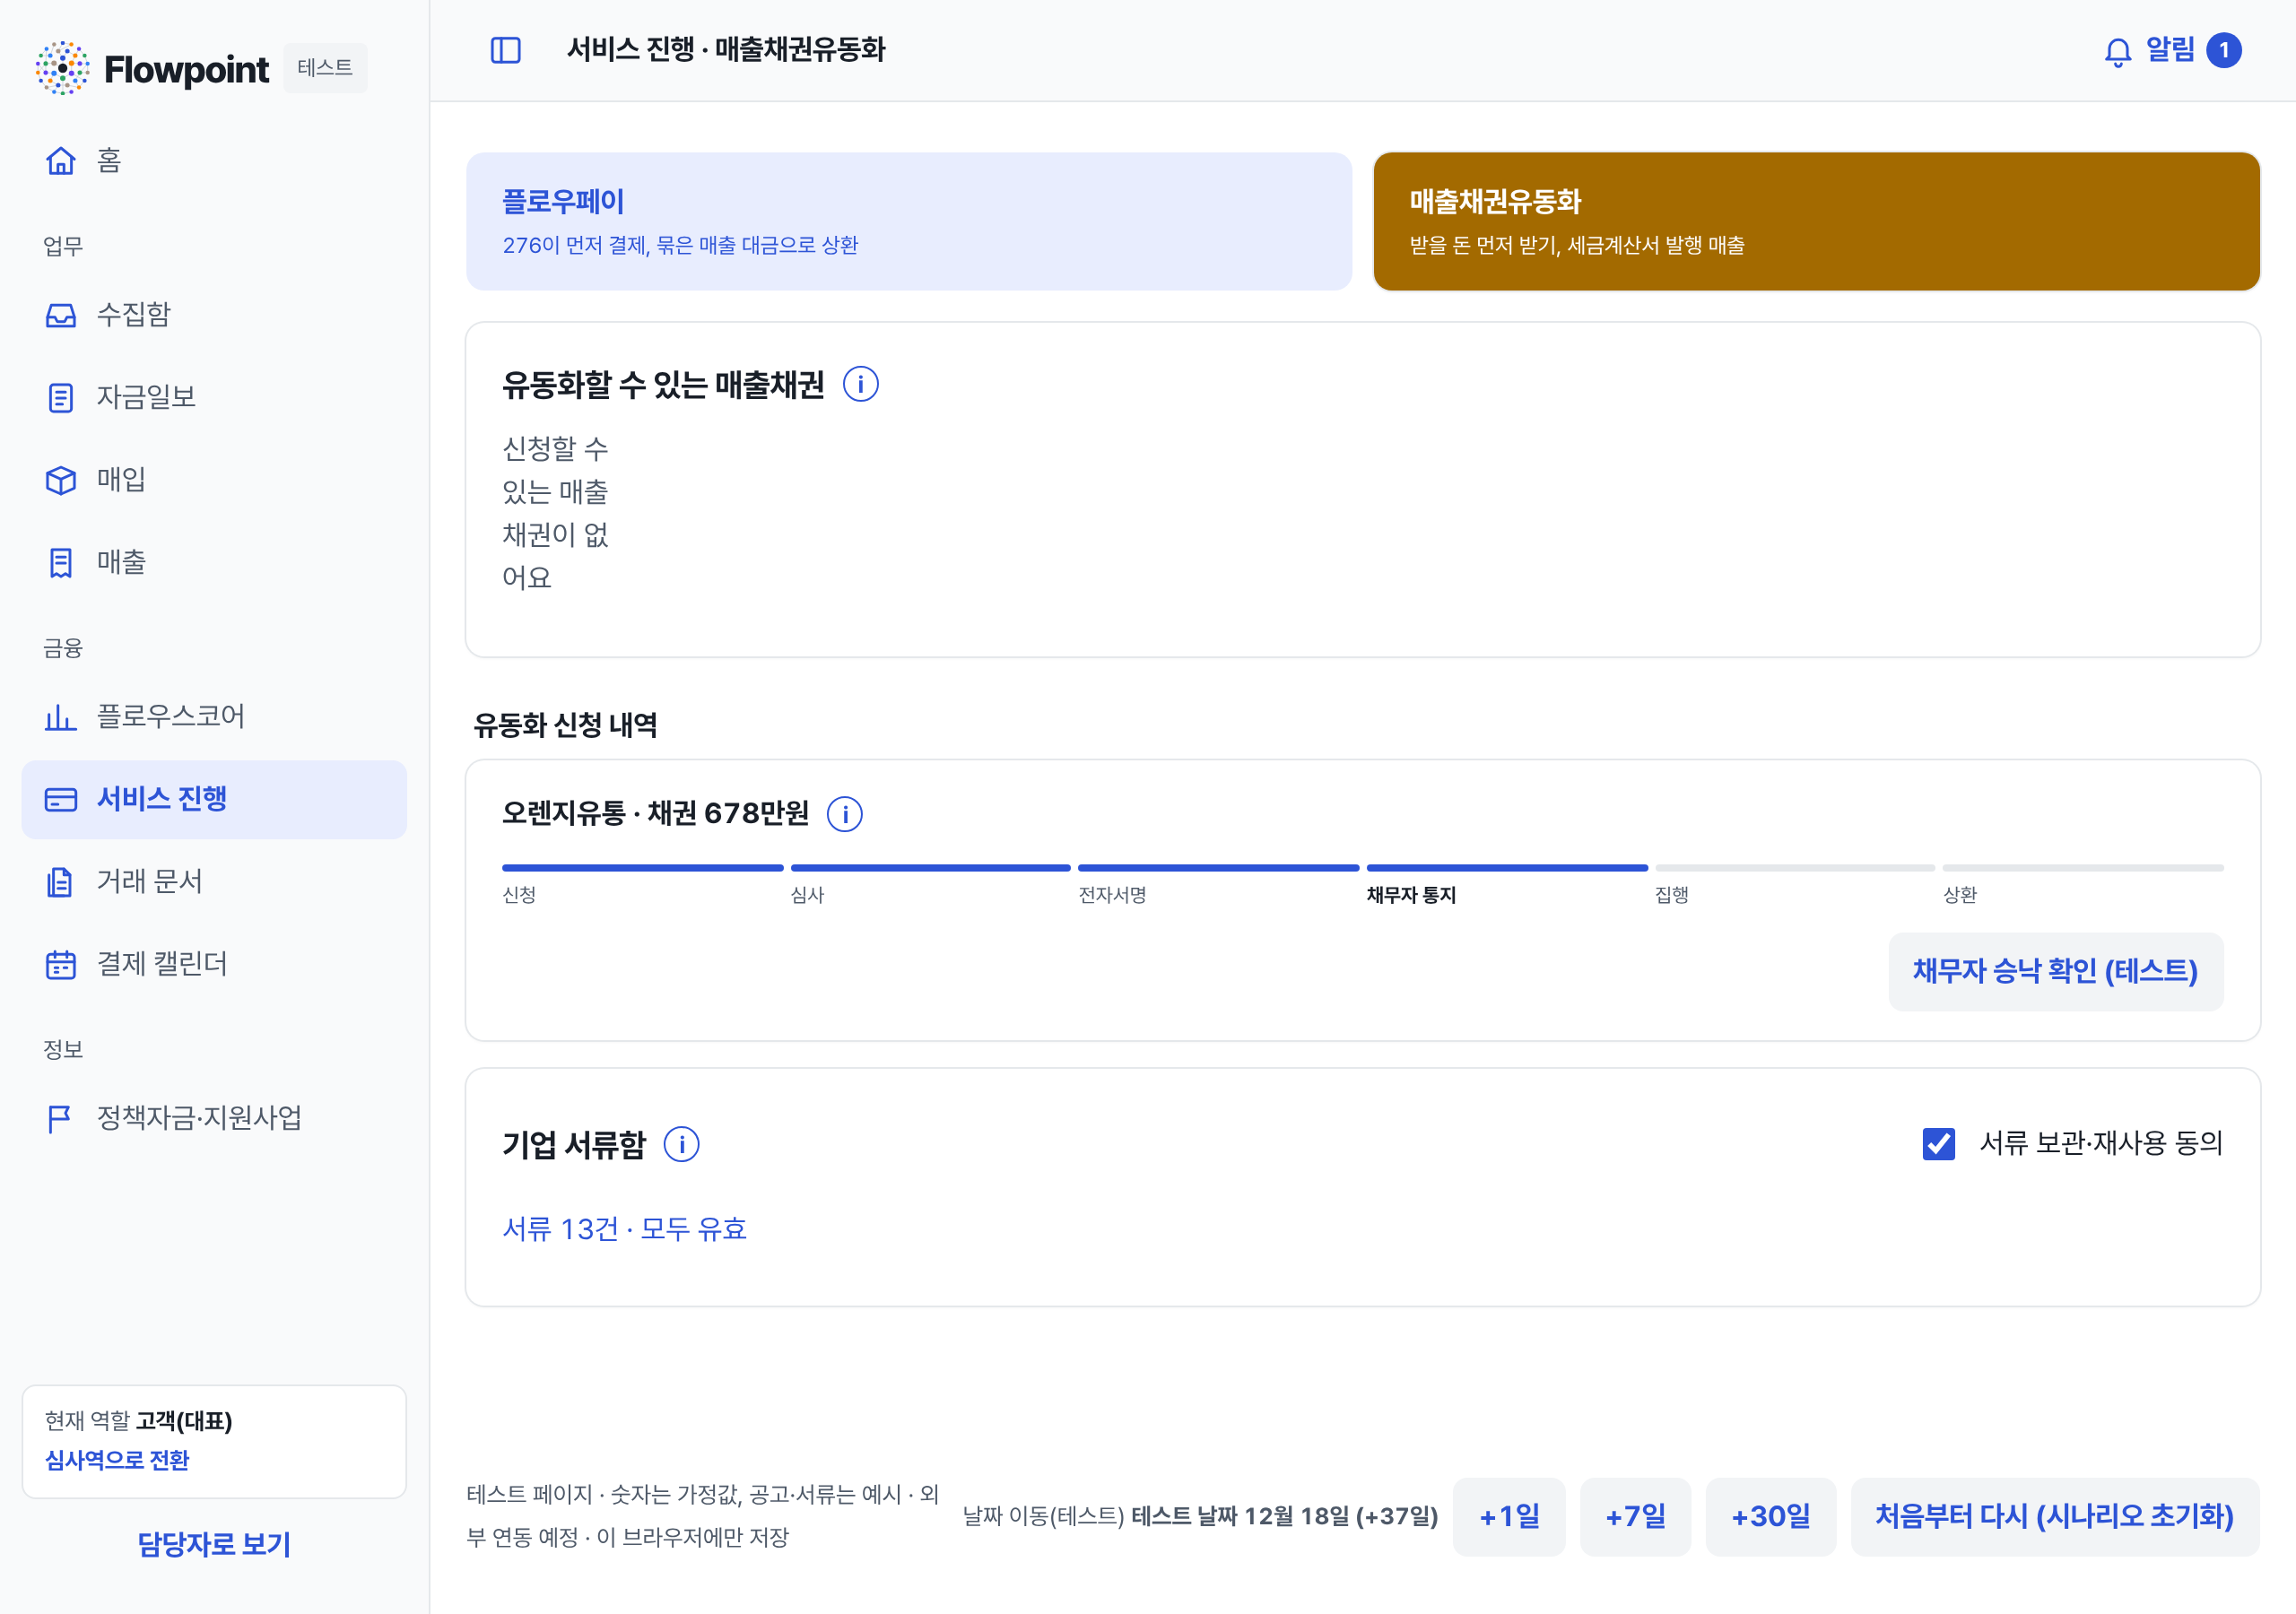 Flowpoint 테스트
홈
업무
수집함
자금일보
매입
매출
금융
플로우스코어
서비스 진행
거래 문서
결제 캘린더
정보
정책자금·지원사업
현재 역할 고객(대표)
심사역으로 전환
담당자로 보기
서비스 진행 · 매출채권유동화
알림 1
플로우페이
276이 먼저 결제, 묶은 매출 대금으로 상환
매출채권유동화
받을 돈 먼저 받기, 세금계산서 발행 매출
유동화할 수 있는 매출채권 i
신청할 수
있는 매출
채권이 없
어요
유동화 신청 내역
오렌지유통 · 채권 678만원 i
신청 심사 전자서명 채무자 통지 집행 상환
채무자 승낙 확인 (테스트)
기업 서류함 i
서류 보관·재사용 동의
서류 13건 · 모두 유효
테스트 페이지 · 숫자는 가정값, 공고·서류는 예시 · 외
부 연동 예정 · 이 브라우저에만 저장
날짜 이동(테스트) 테스트 날짜 12월 18일 (+37일)
+1일
+7일
+30일
처음부터 다시 (시나리오 초기화)